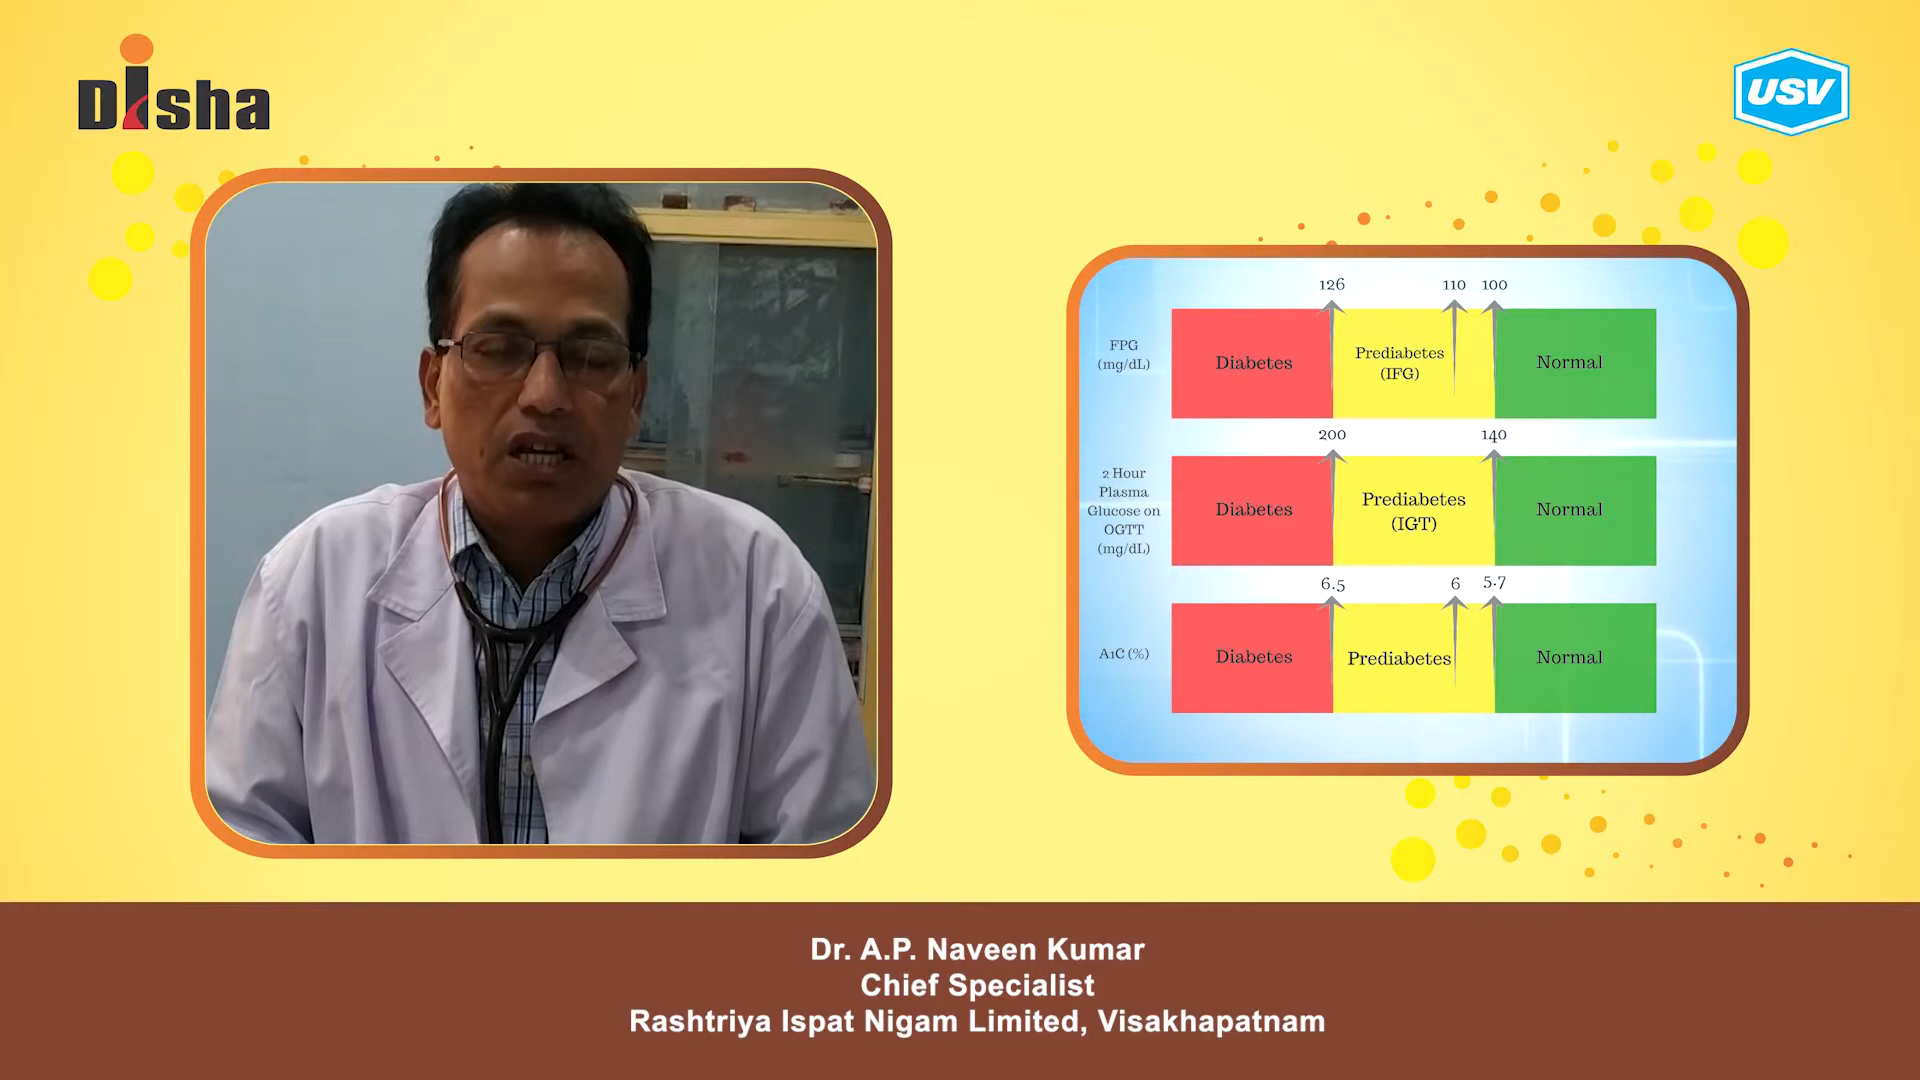 Disha
USV
126 110 100
FPG
(mg/dL)
Diabetes
Prediabetes
(IFG)
Normal
200 140
2 Hour
Plasma
Glucose on
OGTT
(mg/dL)
Diabetes
Prediabetes
(IGT)
Normal
6.5 6 5.7
A1C (%)
Diabetes
Prediabetes
Normal
Dr. A.P. Naveen Kumar
Chief Specialist
Rashtriya Ispat Nigam Limited, Visakhapatnam